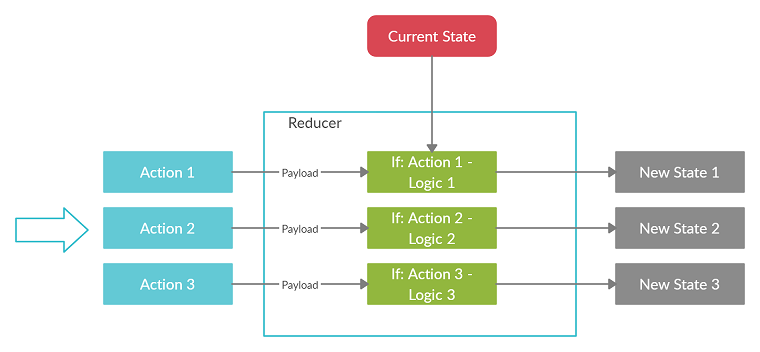 Current State
Reducer
Action 1
Payload
If: Action 1 -
Logic 1
New State 1
Action 2
Payload
If: Action 2 -
Logic 2
New State 2
Action 3
Payload
If: Action 3 -
Logic 3
New State 3